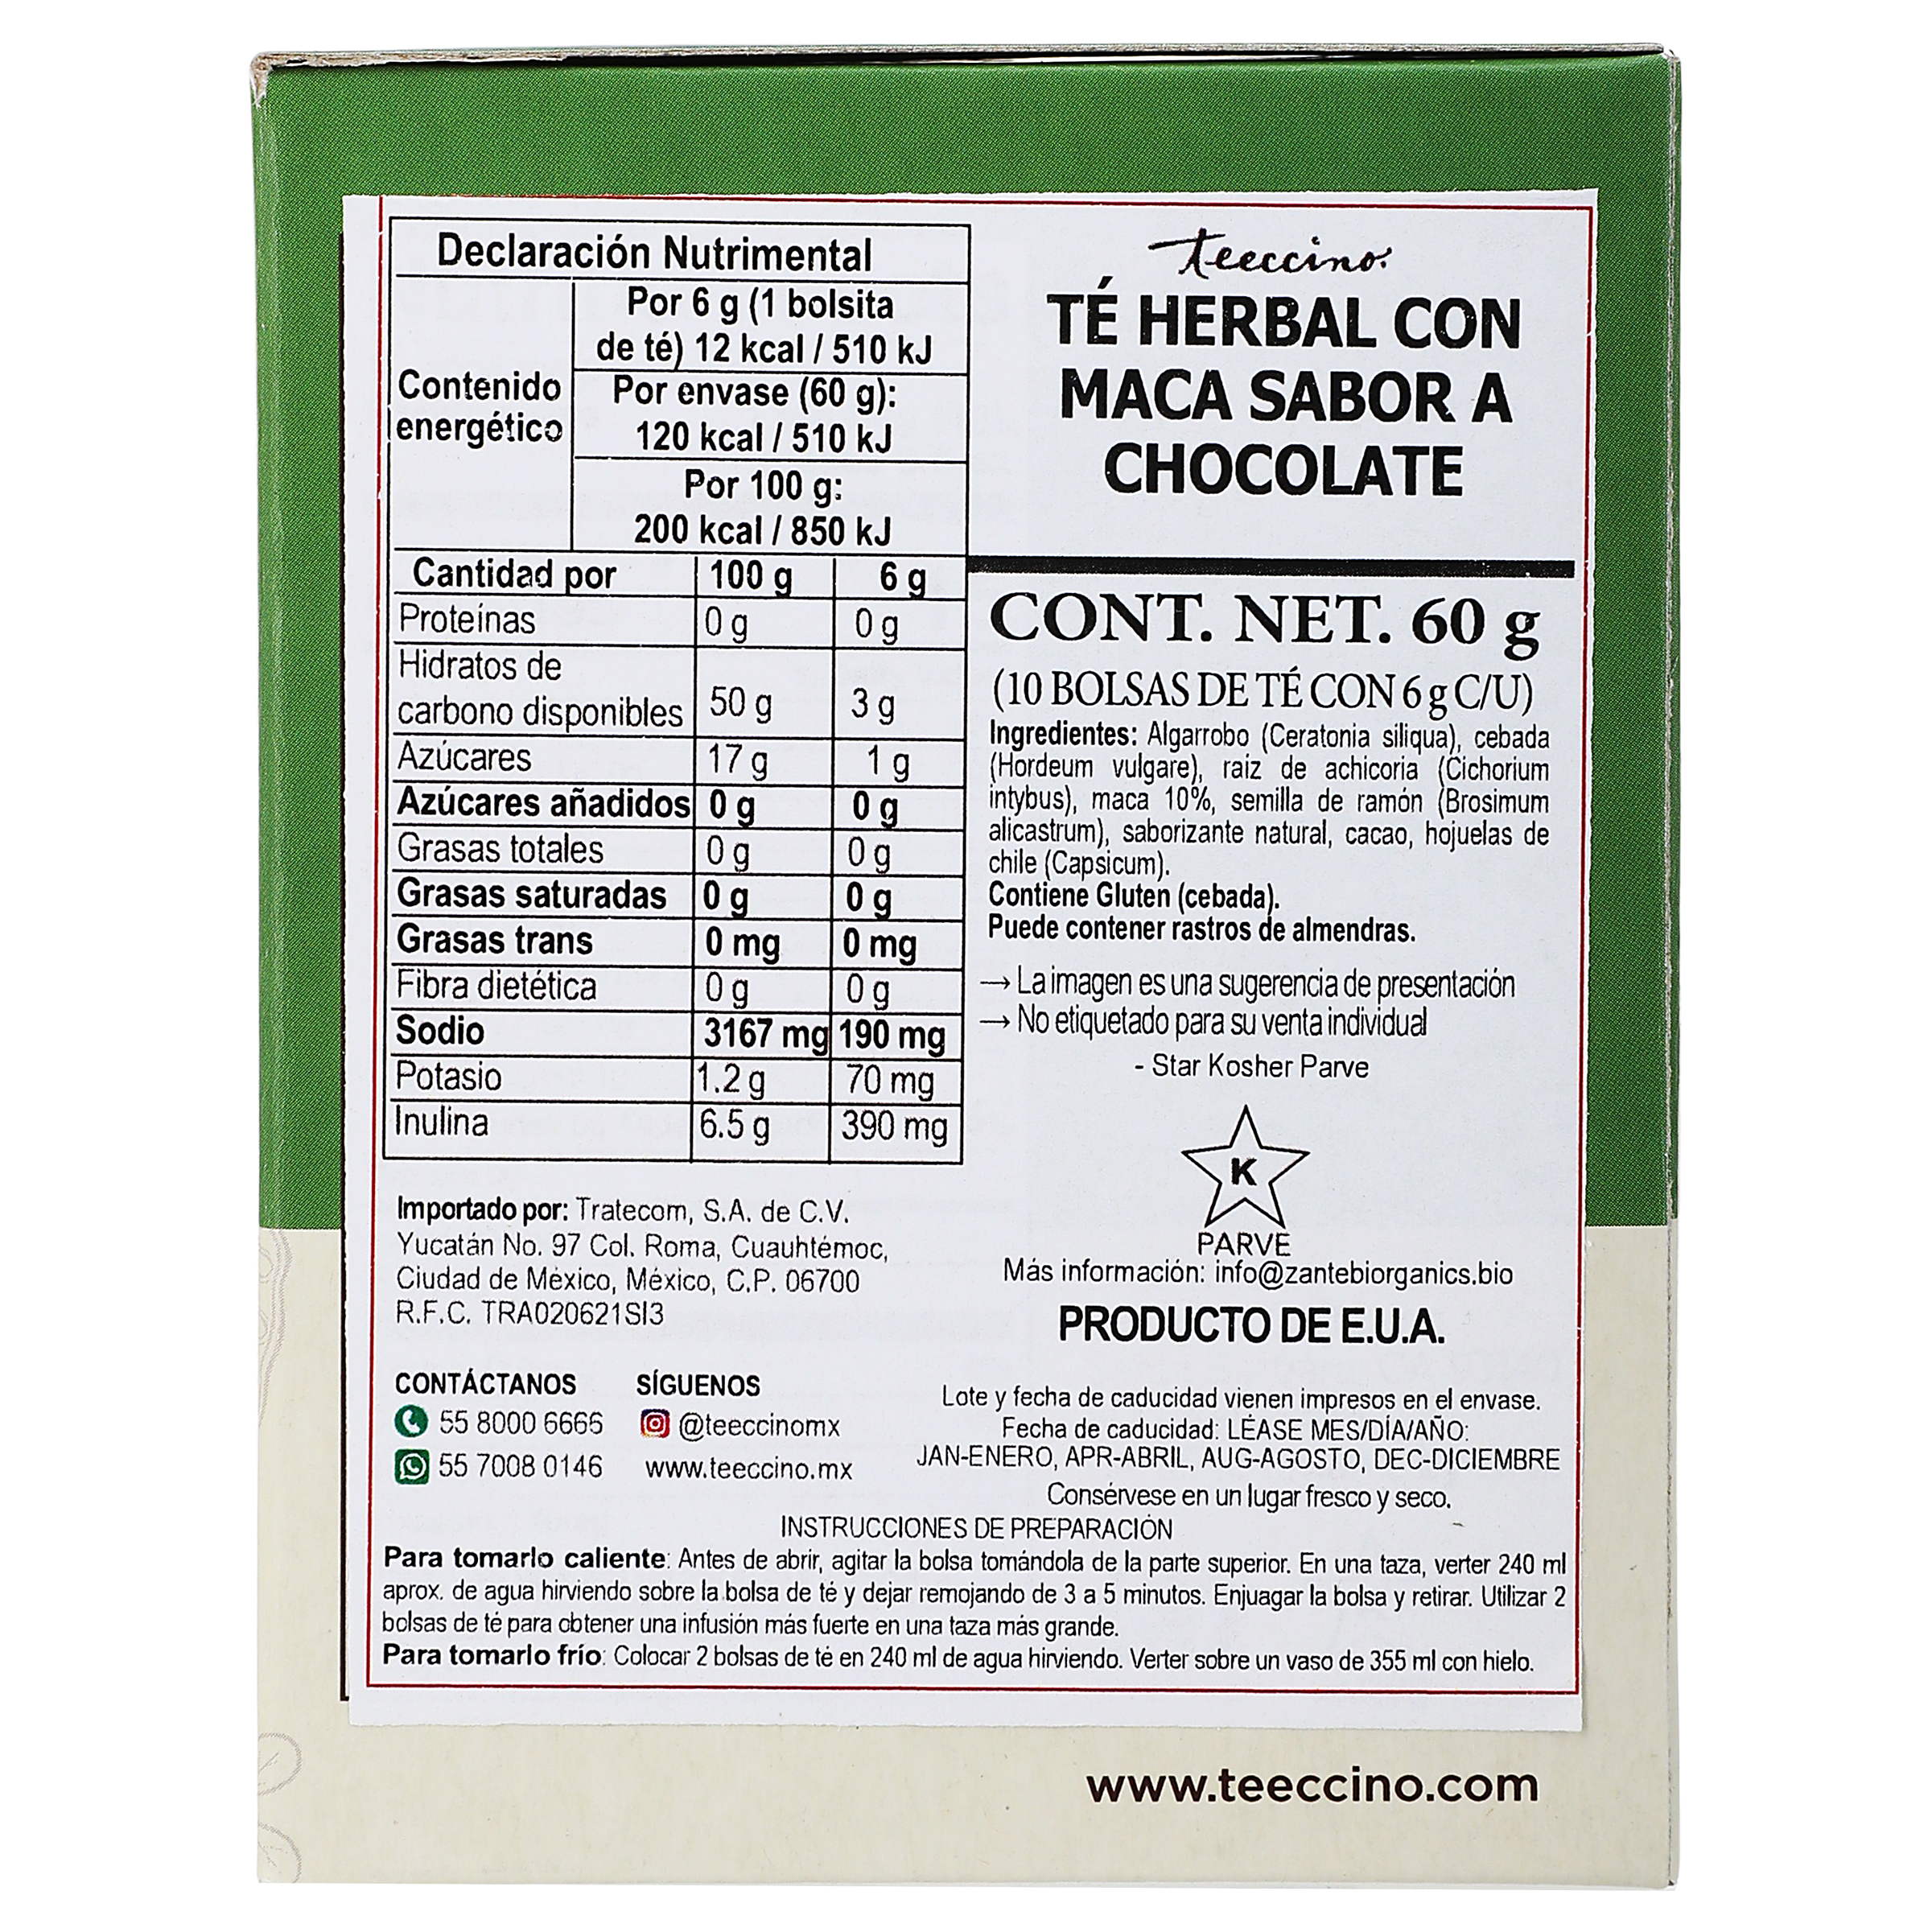 Declaración Nutrimental
Contenido
energético
Por 6 g (1 bolsita
de té) 12 kcal / 510 kJ
Por envase (60 g):
120 kcal / 510 kJ
Por 100 g:
200 kcal / 850 kJ
Cantidad por 100 g 6 g
Proteínas 0 g 0 g
Hidratos de
carbono disponibles 50 g 3 g
Azúcares 17 g 1 g
Azúcares añadidos 0 g 0 g
Grasas totales 0 g 0 g
Grasas saturadas 0 g 0 g
Grasas trans 0 mg 0 mg
Fibra dietética 0 g 0 g
Sodio 3167 mg 190 mg
Potasio 1.2 g 70 mg
Inulina 6.5 g 390 mg
Importado por: Tratecom, S.A. de C.V.
Yucatán No. 97 Col. Roma, Cuauhtémoc,
Ciudad de México, México, C.P. 06700
R.F.C. TRA020621SI3
CONTÁCTANOS
55 8000 6666
55 7008 0146
SÍGUENOS
@teeccinomx
www.teeccino.mx
teeccino.
TÉ HERBAL CON
MACA SABOR A
CHOCOLATE
CONT. NET. 60 g
(10 BOLSAS DE TÉ CON 6 g C/U)
Ingredientes: Algarrobo (Ceratonia siliqua), cebada
(Hordeum vulgare), raiz de achicoria (Cichorium
intybus), maca 10%, semilla de ramón (Brosimum
alicastrum), saborizante natural, cacao, hojuelas de
chile (Capsicum).
Contiene Gluten (cebada).
Puede contener rastros de almendras.
→ La imagen es una sugerencia de presentación
→ No etiquetado para su venta individual
- Star Kosher Parve
K
PARVE
Más información: info@zantebiorganics.bio
PRODUCTO DE E.U.A.
Lote y fecha de caducidad vienen impresos en el envase.
Fecha de caducidad: LÉASE MES/DÍA/AÑO:
JAN-ENERO, APR-ABRIL, AUG-AGOSTO, DEC-DICIEMBRE
Consérvese en un lugar fresco y seco.
INSTRUCCIONES DE PREPARACIÓN
Para tomarlo caliente: Antes de abrir, agitar la bolsa tomándola de la parte superior. En una taza, verter 240 ml
aprox. de agua hirviendo sobre la bolsa de té y dejar remojando de 3 a 5 minutos. Enjuagar la bolsa y retirar. Utilizar 2
bolsas de té para obtener una infusión más fuerte en una taza más grande.
Para tomarlo frío: Colocar 2 bolsas de té en 240 ml de agua hirviendo. Verter sobre un vaso de 355 ml con hielo.
www.teeccino.com